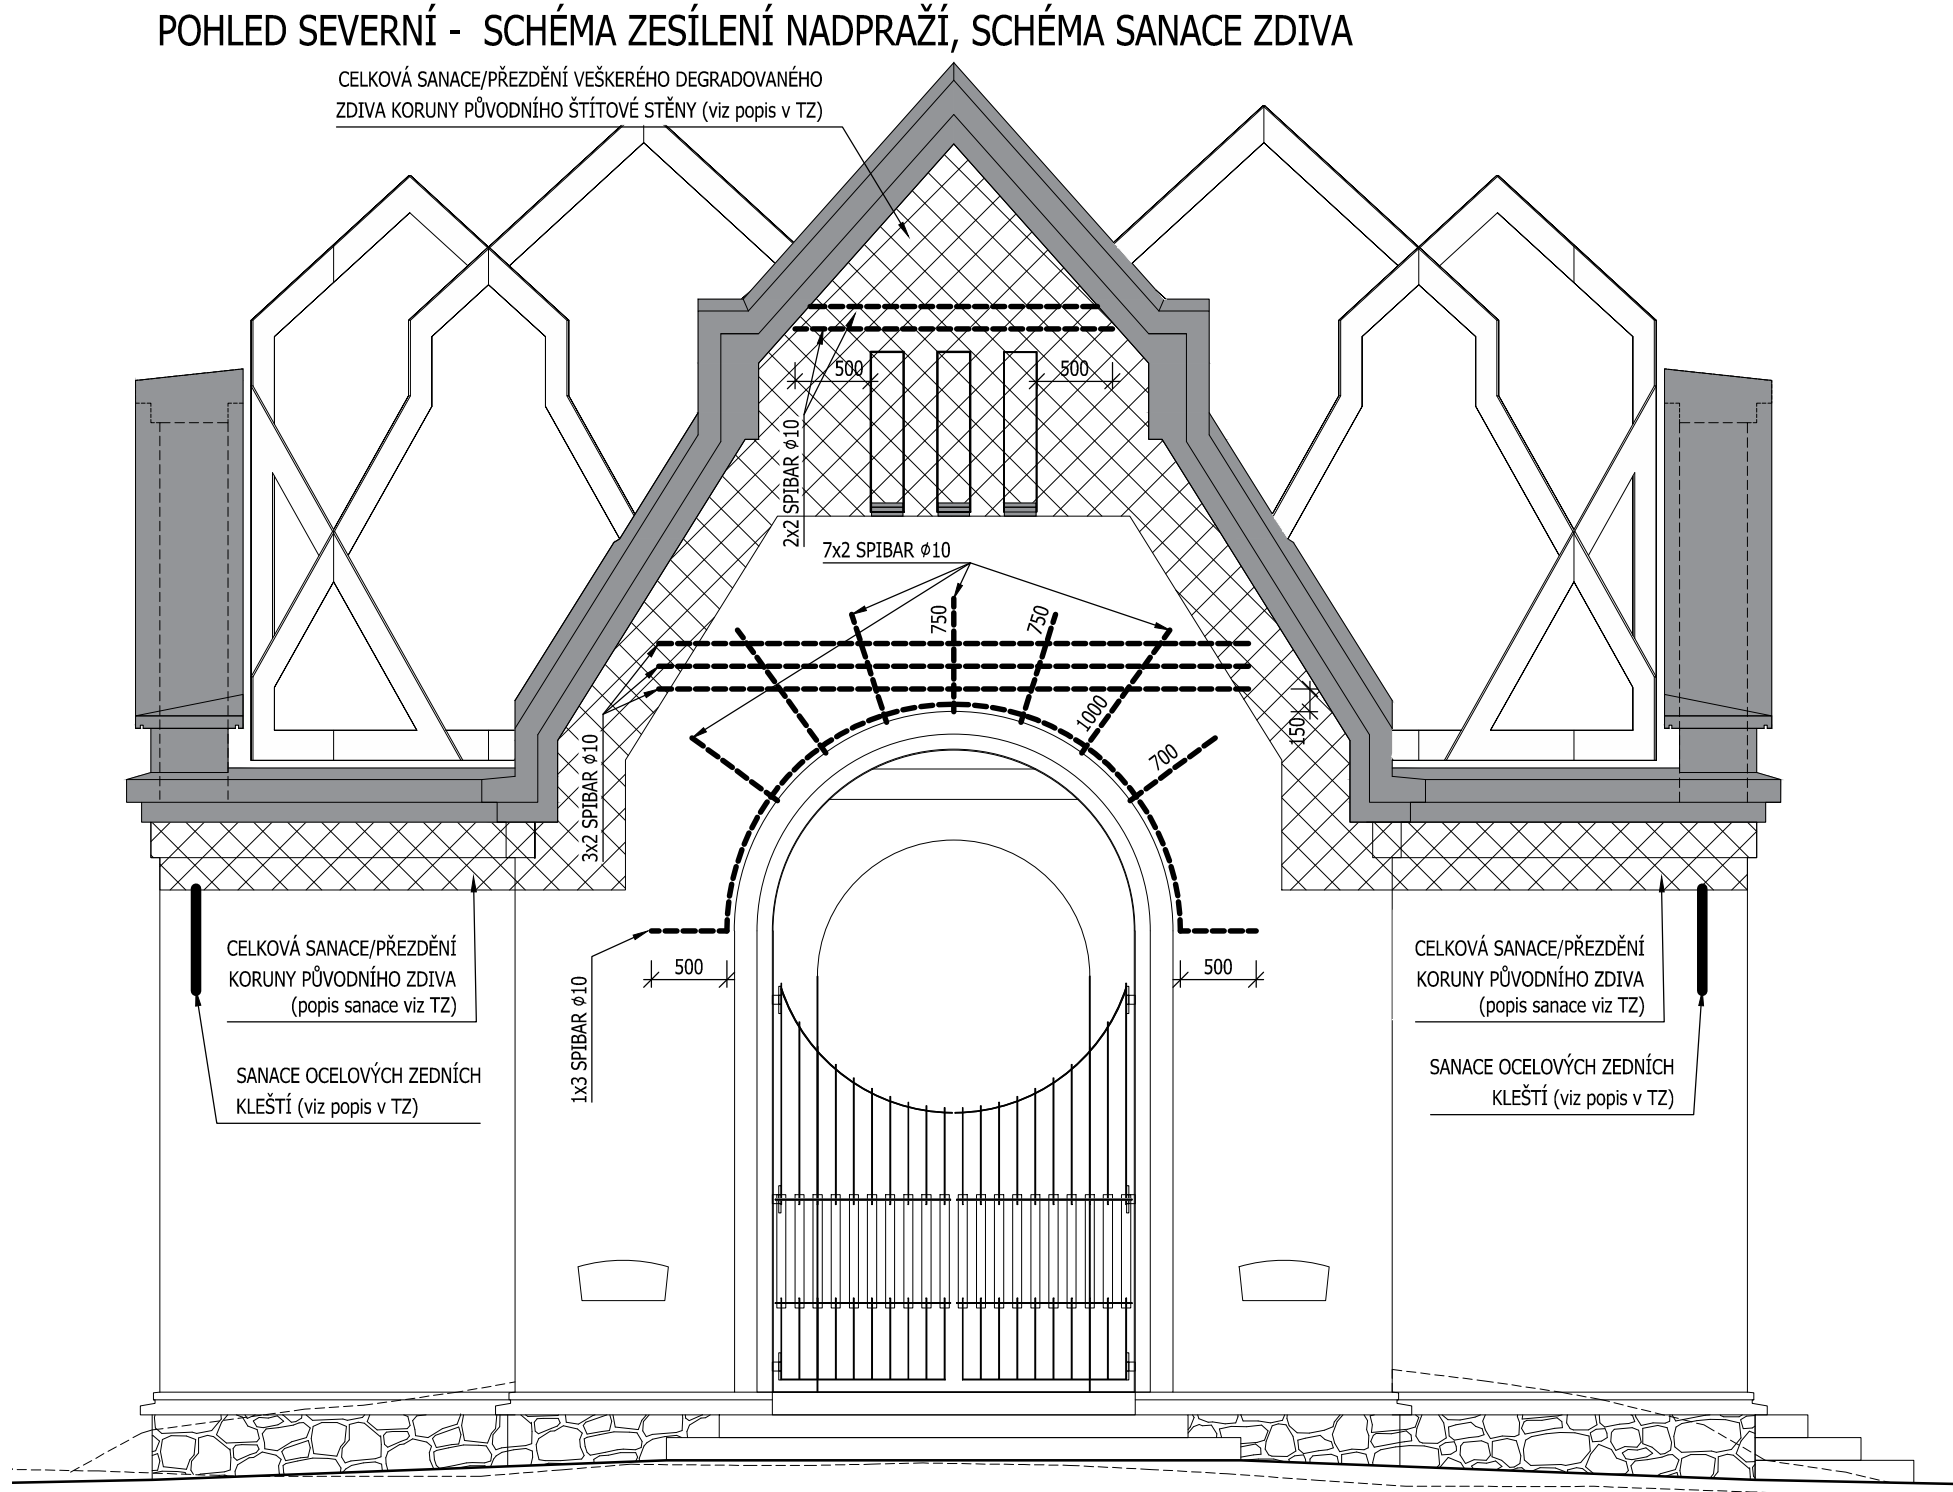 POHLED SEVERNÍ - SCHÉMA ZESÍLENÍ NADPRAŽÍ, SCHÉMA SANACE ZDIVA
CELKOVÁ SANACE/PŘEZDĚNÍ VEŠKERÉHO DEGRADOVANÉHO
ZDIVA KORUNY PŮVODNÍHO ŠTÍTOVÉ STĚNY (viz popis v TZ)
500
500
2x2 SPIBAR ϕ10
7x2 SPIBAR ϕ10
750
750
1000
700
150
3x2 SPIBAR ϕ10
500
500
1x3 SPIBAR ϕ10
CELKOVÁ SANACE/PŘEZDĚNÍ
KORUNY PŮVODNÍHO ZDIVA
(popis sanace viz TZ)
SANACE OCELOVÝCH ZEDNÍCH
KLEŠTÍ (viz popis v TZ)
CELKOVÁ SANACE/PŘEZDĚNÍ
KORUNY PŮVODNÍHO ZDIVA
(popis sanace viz TZ)
SANACE OCELOVÝCH ZEDNÍCH
KLEŠTÍ (viz popis v TZ)